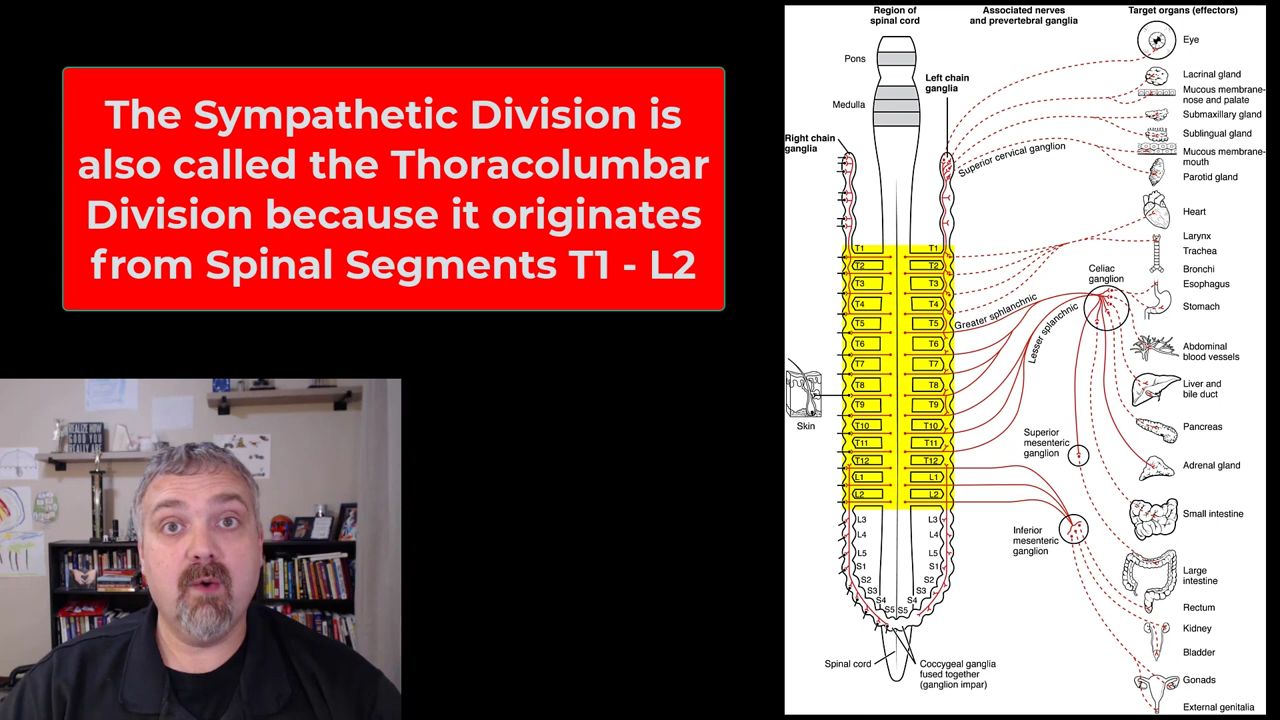 The Sympathetic Division is
also called the Thoracolumbar
Division because it originates
from Spinal Segments T1 - L2
Region of
spinal cord
Associated nerves
and prevertebral ganglia
Target organs (effectors)
Pons
Medulla
Left chain
ganglia
Right chain
ganglia
Superior cervical ganglion
Eye
Lacrinal gland
Mucous membrane-
nose and palate
Submaxillary gland
Sublingual gland
Mucous membrane-
mouth
Parotid gland
Heart
Larynx
Trachea
Bronchi
Esophagus
Stomach
Abdominal
blood vessels
Liver and
bile duct
Pancreas
Adrenal gland
Small intestine
Large
intestine
Rectum
Kidney
Bladder
Gonads
External genitalia
Celiac
ganglion
Greater sphlanchnic
Lesser splanchnic
Superior
mesenteric
ganglion
Inferior
mesenteric
ganglion
Skin
T1 T1
T2 T2
T3 T3
T4 T4
T5 T5
T6 T6
T7 T7
T8 T8
T9 T9
T10 T10
T11 T11
T12 T12
L1 L1
L2 L2
L3 L3
L4 L4
L5 L5
S1 S1
S2 S2
S3 S3
S4 S4
S5 S5
Spinal cord
Coccygeal ganglia
fused together
(ganglion impar)